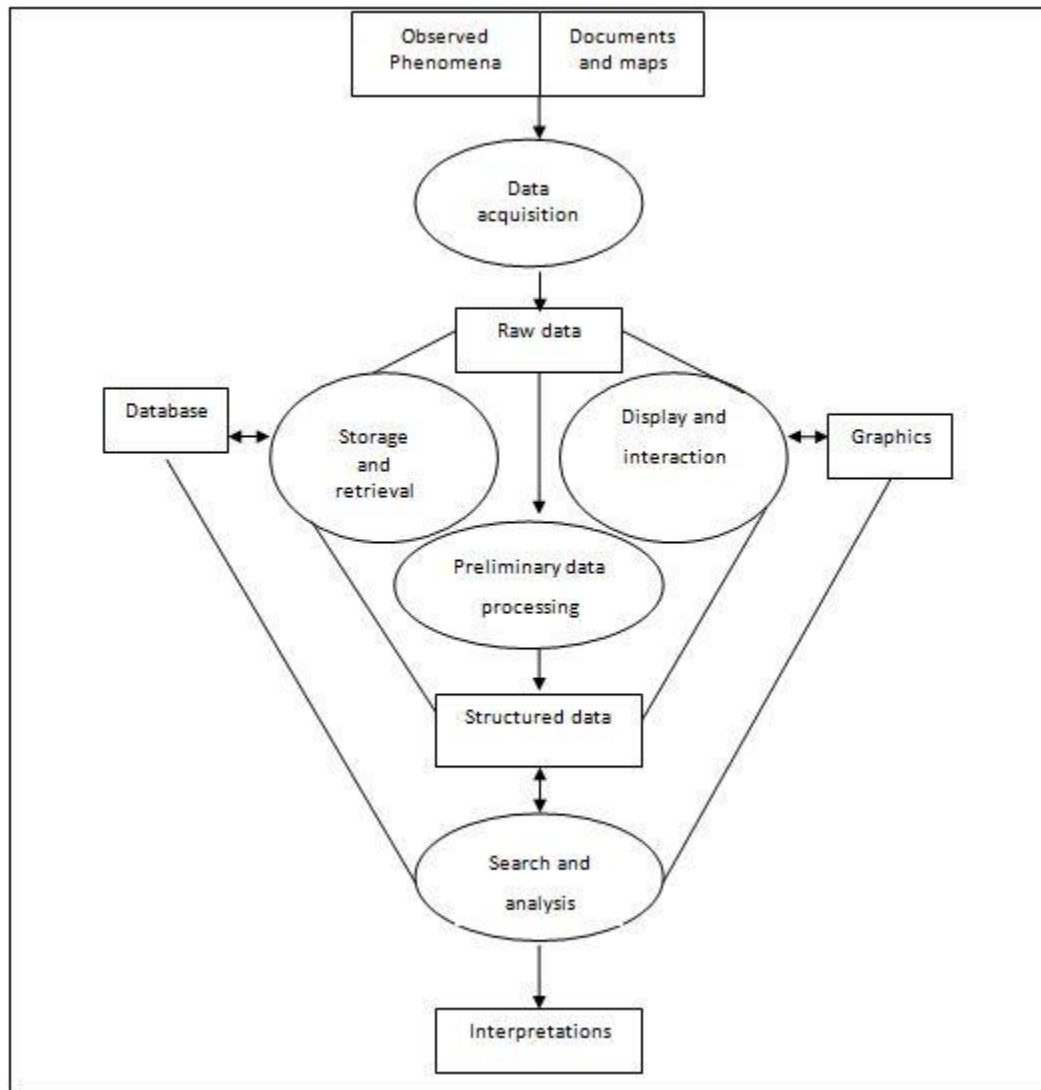 Observed
Phenomena
Documents
and maps
Data
acquisition
Raw data
Database
Storage
and
retrieval
Display and
interaction
Graphics
Preliminary data
processing
Structured data
Search and
analysis
Interpretations